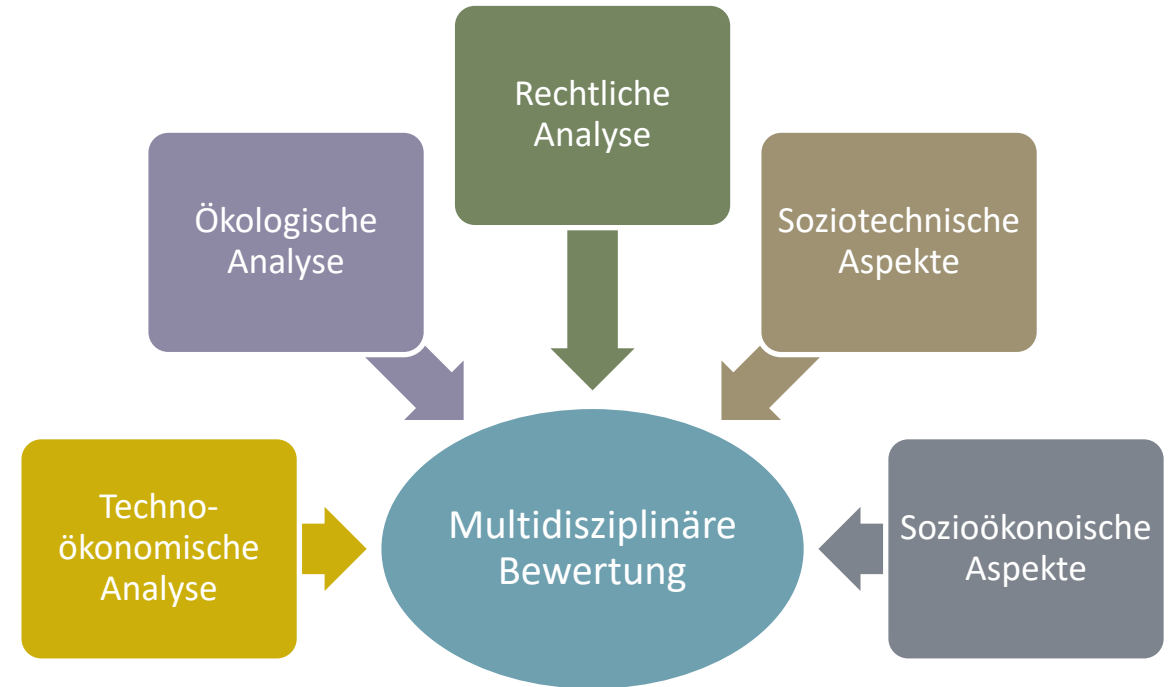 Rechtliche
Analyse
Ökologische
Analyse
Soziotechnische
Aspekte
Techno-
ökonomische
Analyse
Multidisziplinäre
Bewertung
Sozioökonoische
Aspekte